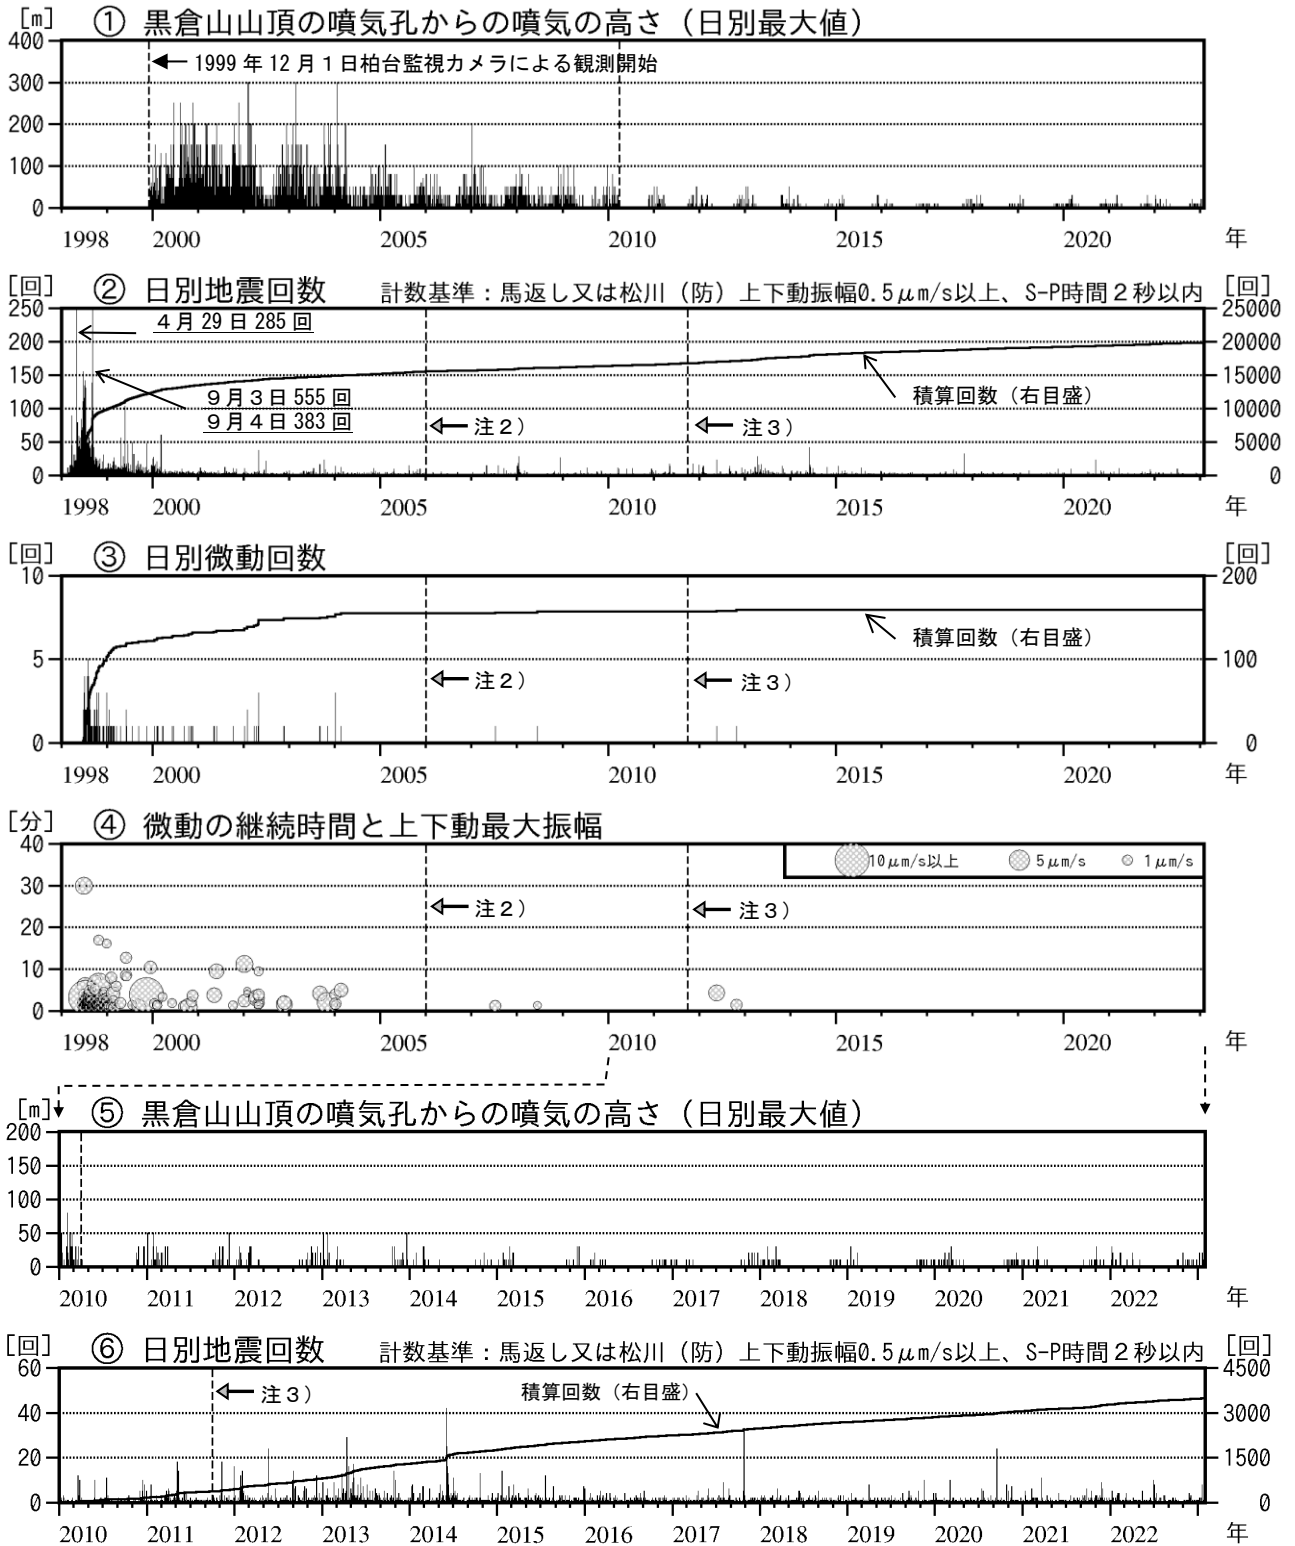 [m] ① 黒倉山山頂の噴気孔からの噴気の高さ（日別最大値）
400
←1999年12月1日柏台監視カメラによる観測開始
300
200
100
0
1998 2000 2005 2010 2015 2020 年
[回] ② 日別地震回数 計数基準：馬返し又は松川（防）上下動振幅0.5μm/s以上、S-P時間２秒以内 [回]
250 25000
４月29日285回
200 20000
150 15000
９月３日555回 積算回数（右目盛）
100 10000
９月４日383回 注２） 注３）
50 5000
0 0
1998 2000 2005 2010 2015 2020 年
[回] ③ 日別微動回数 [回]
10 200
積算回数（右目盛）
5 100
注２） 注３）
0 0
1998 2000 2005 2010 2015 2020 年
[分] ④ 微動の継続時間と上下動最大振幅
40
10μm/s以上 5μm/s 1μm/s
30
注２） 注３）
20
10
0
1998 2000 2005 2010 2015 2020 年
[m] ⑤ 黒倉山山頂の噴気孔からの噴気の高さ（日別最大値）
200
150
100
50
0
2010 2011 2012 2013 2014 2015 2016 2017 2018 2019 2020 2021 2022 年
[回] ⑥ 日別地震回数 計数基準：馬返し又は松川（防）上下動振幅0.5μm/s以上、S-P時間２秒以内 [回]
60 4500
注３） 積算回数（右目盛）
40 3000
20 1500
0 0
2010 2011 2012 2013 2014 2015 2016 2017 2018 2019 2020 2021 2022 年